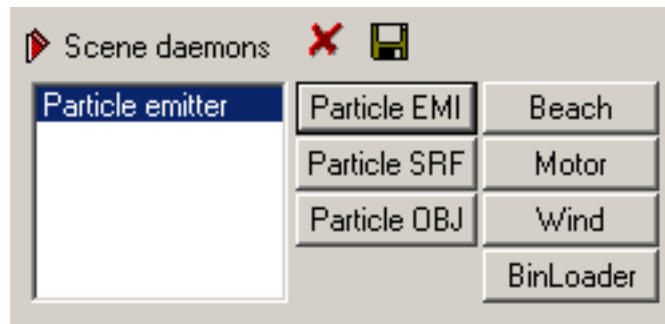 Scene daemons
Particle emitter
Particle EMI
Beach
Particle SRF
Motor
Particle OBJ
Wind
BinLoader